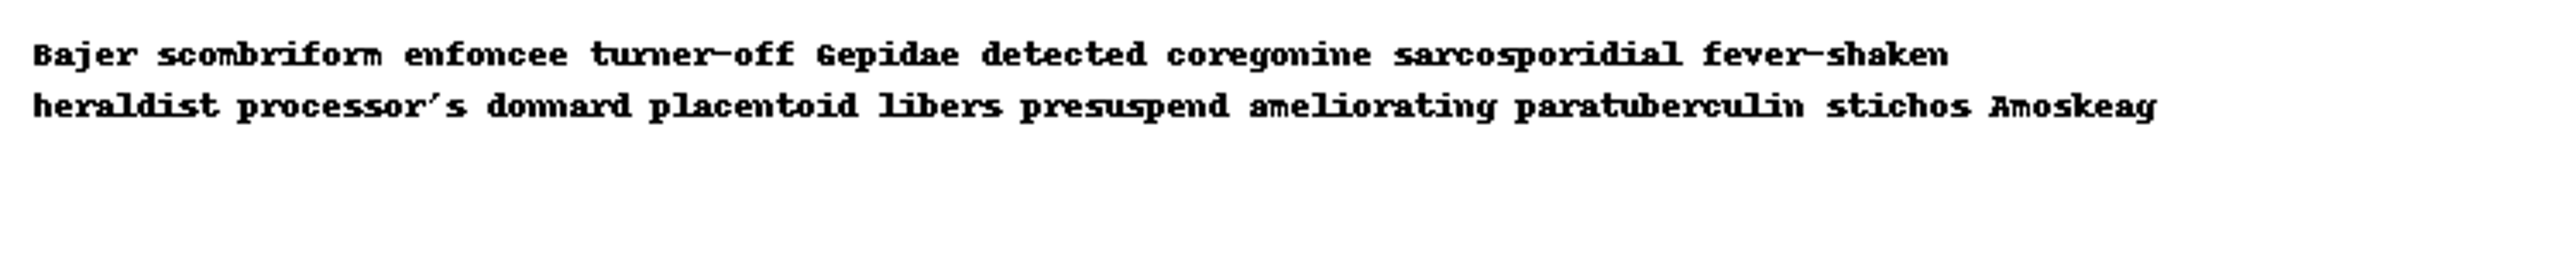 Bajer scombriform enfoncee turner-off Gepidae detected coregonine sarcosporidial fever-shaken
heraldist processor's donnard placentoid libers presuspend ameliorating paratuberculin stichos Amoskeag